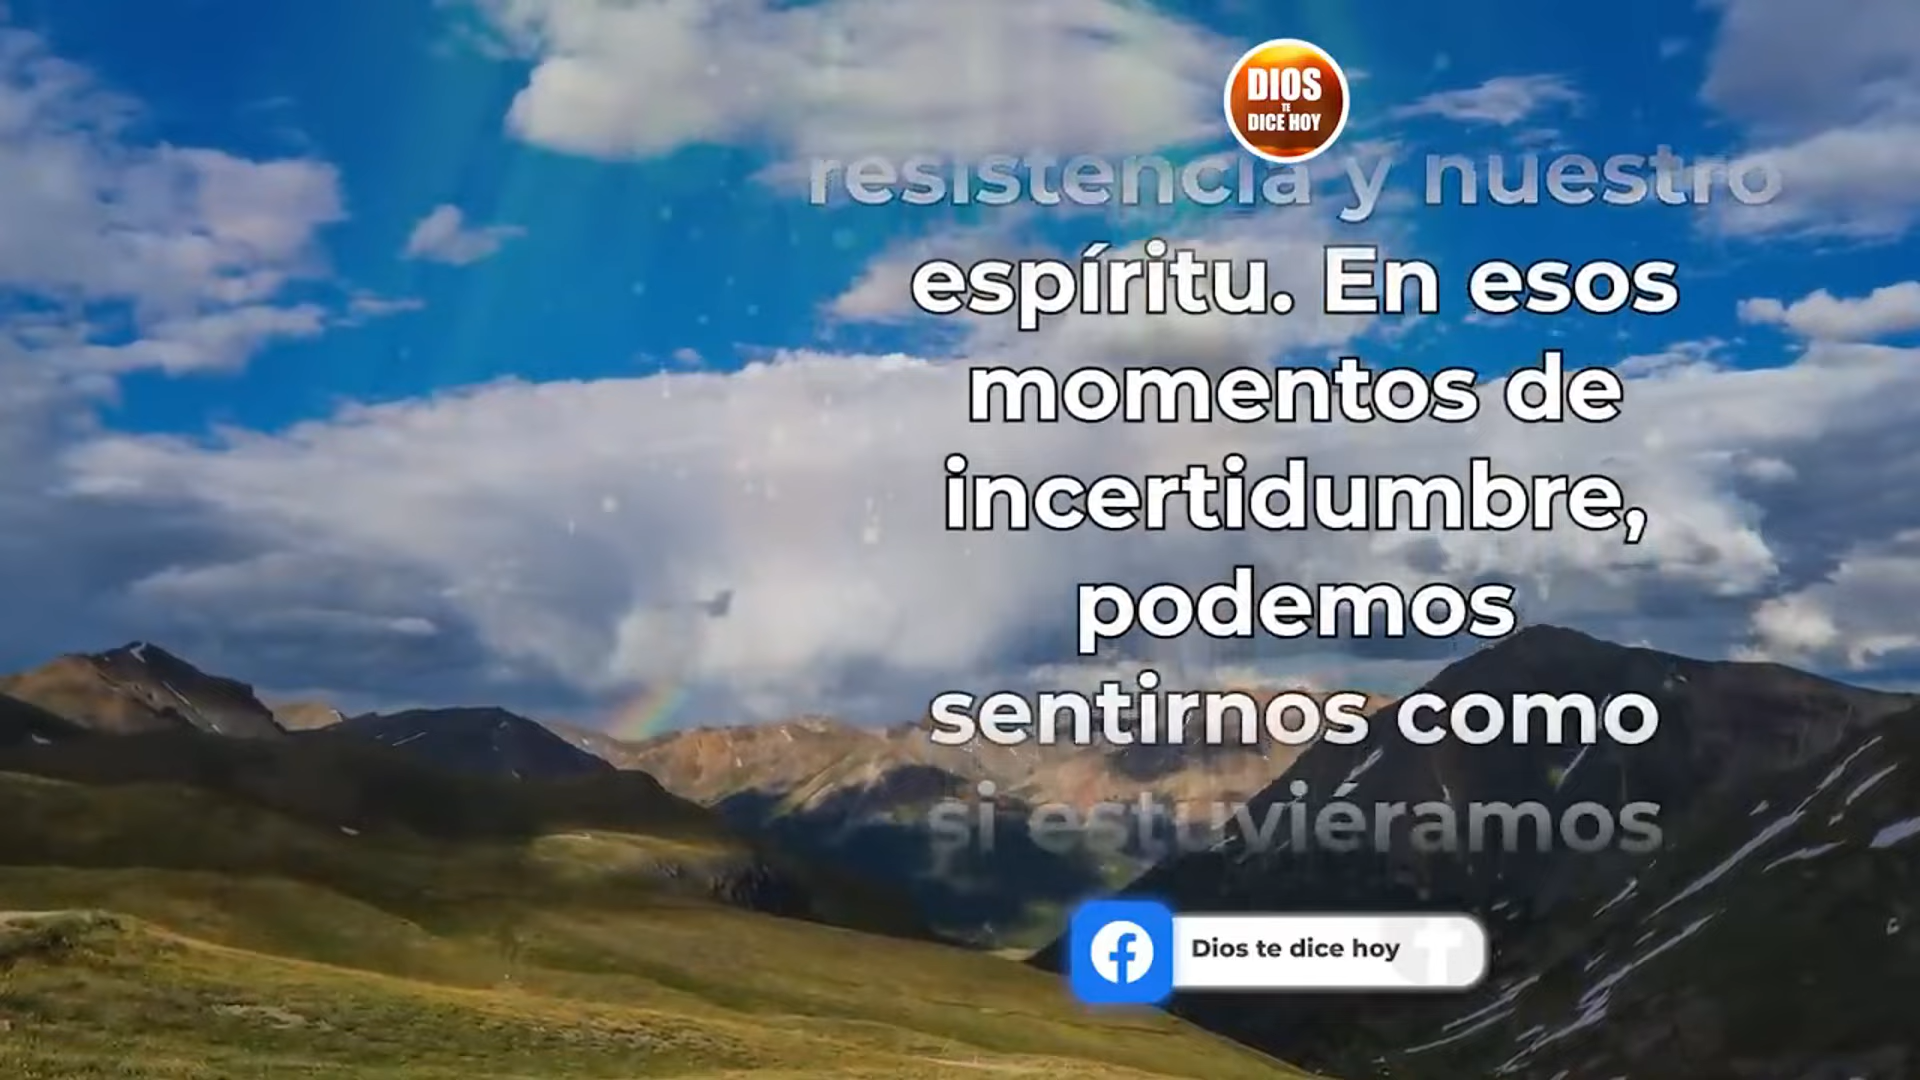 DIOS
TE
DICE HOY
resistencia y nuestro
espíritu. En esos
momentos de
incertidumbre,
podemos
sentirnos como
si estuviéramos
Dios te dice hoy